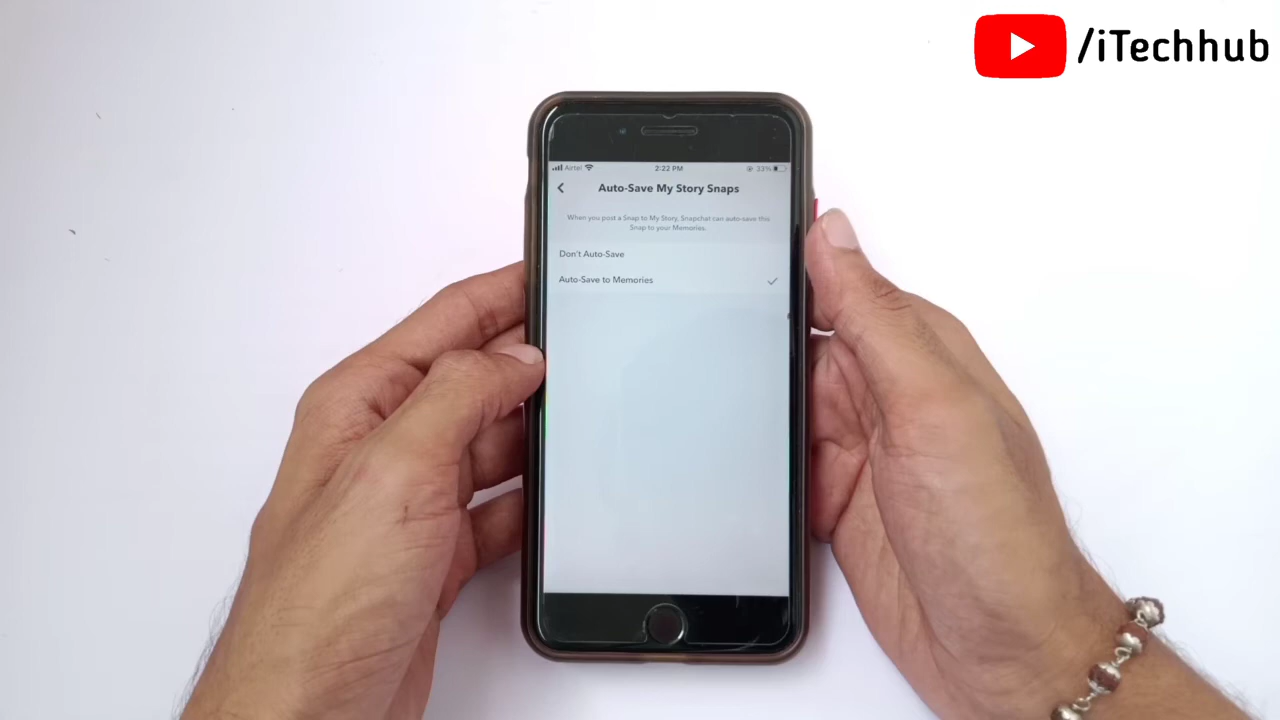 /iTechhub
Airtel
2:22 PM
33%
Auto-Save My Story Snaps
When you post a Snap to My Story, Snapchat can auto-save this
Snap to your Memories.
Don't Auto-Save
Auto-Save to Memories